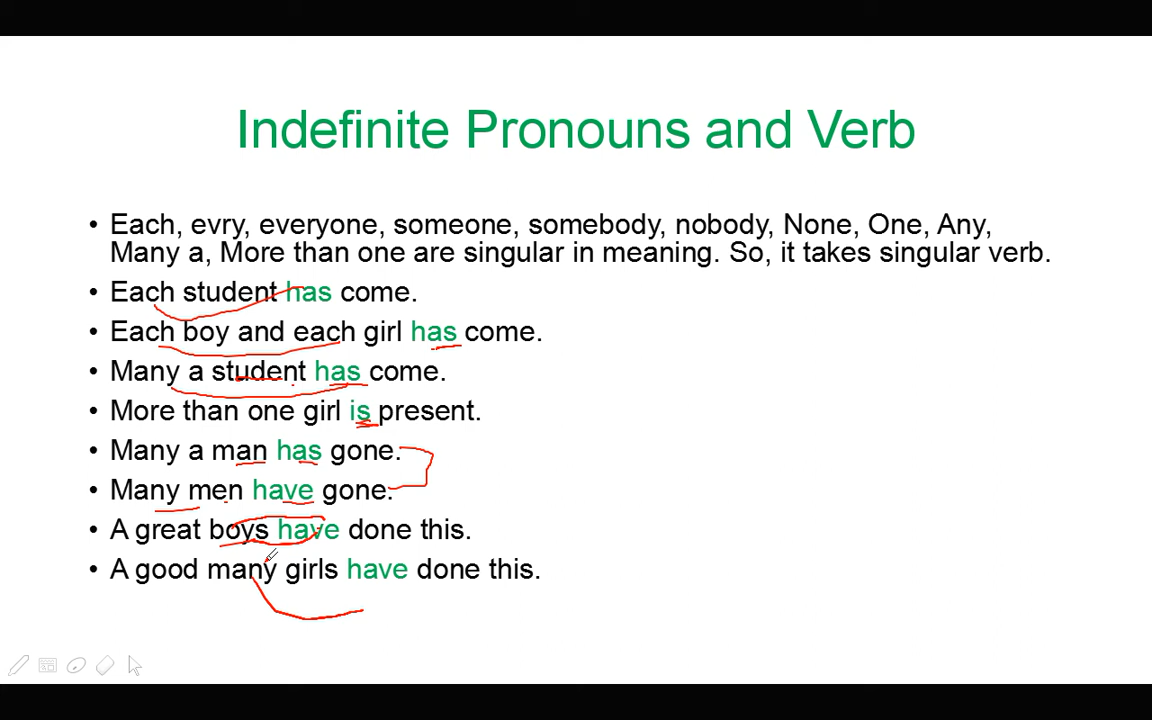 Indefinite Pronouns and Verb
• Each, evry, everyone, someone, somebody, nobody, None, One, Any,
Many a, More than one are singular in meaning. So, it takes singular verb.
• Each student has come.
• Each boy and each girl has come.
• Many a student has come.
• More than one girl is present.
• Many a man has gone.
• Many men have gone.
• A great boys have done this.
• A good many girls have done this.